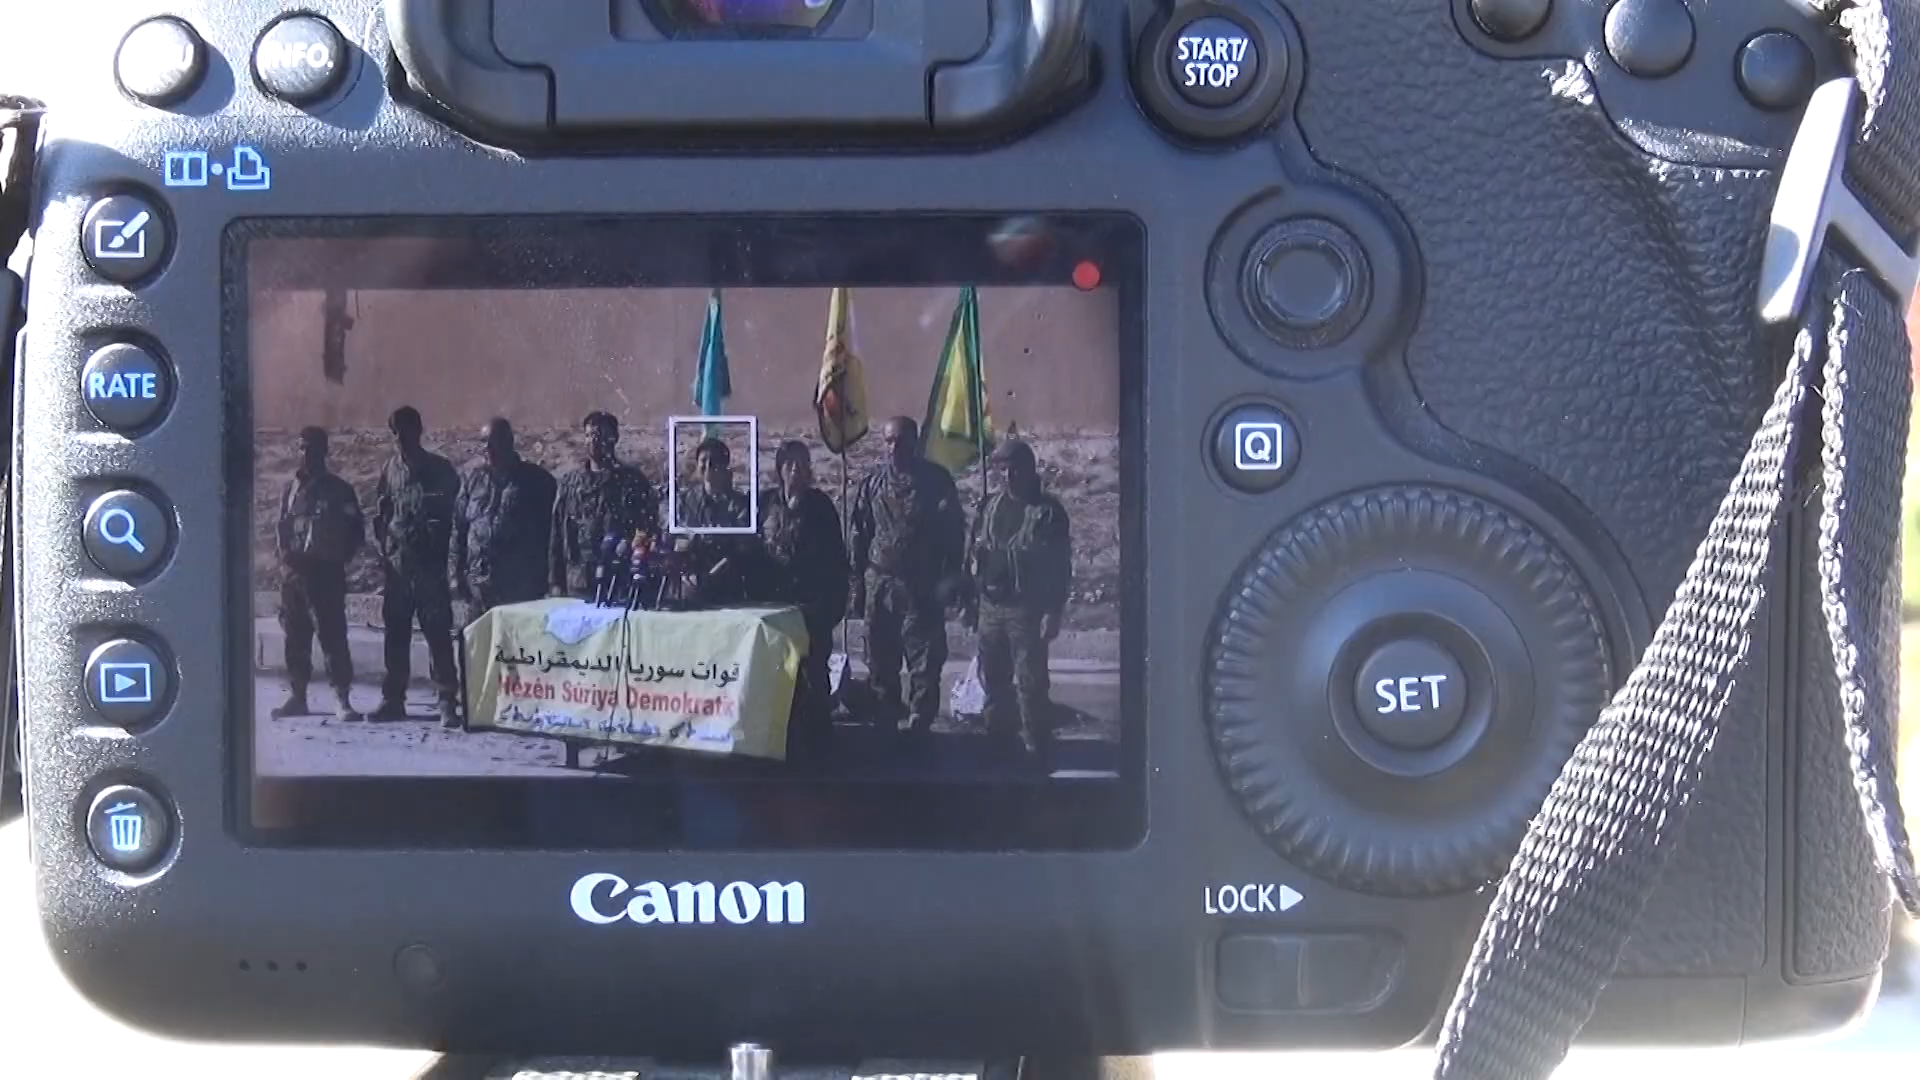 INFO.
START/
STOP
RATE
Q
قوات سوريا الديمقراطية
Hêzên Sûriya Demokratîk
SET
Canon
LOCK